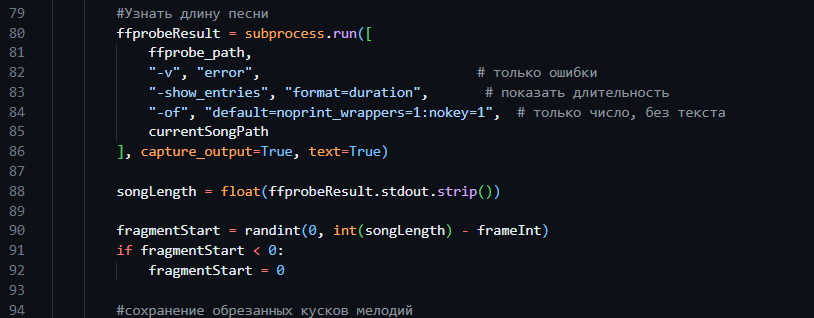 79 #Узнать длину песни
80 ffprobeResult = subprocess.run([
81 ffprobe_path,
82 "-v", "error", # только ошибки
83 "-show_entries", "format=duration", # показать длительность
84 "-of", "default=noprint_wrappers=1:nokey=1", # только число, без текста
85 currentSongPath
86 ], capture_output=True, text=True)
87
88 songLength = float(ffprobeResult.stdout.strip())
89
90 fragmentStart = randint(0, int(songLength) - frameInt)
91 if fragmentStart < 0:
92 fragmentStart = 0
93
94 #сохранение обрезанных кусков мелодий